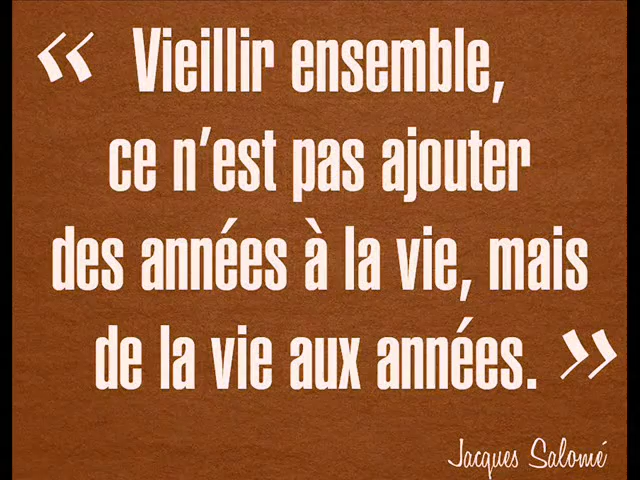 « Vieillir ensemble,
ce n'est pas ajouter
des années à la vie, mais
de la vie aux années. »
Jacques Salomé